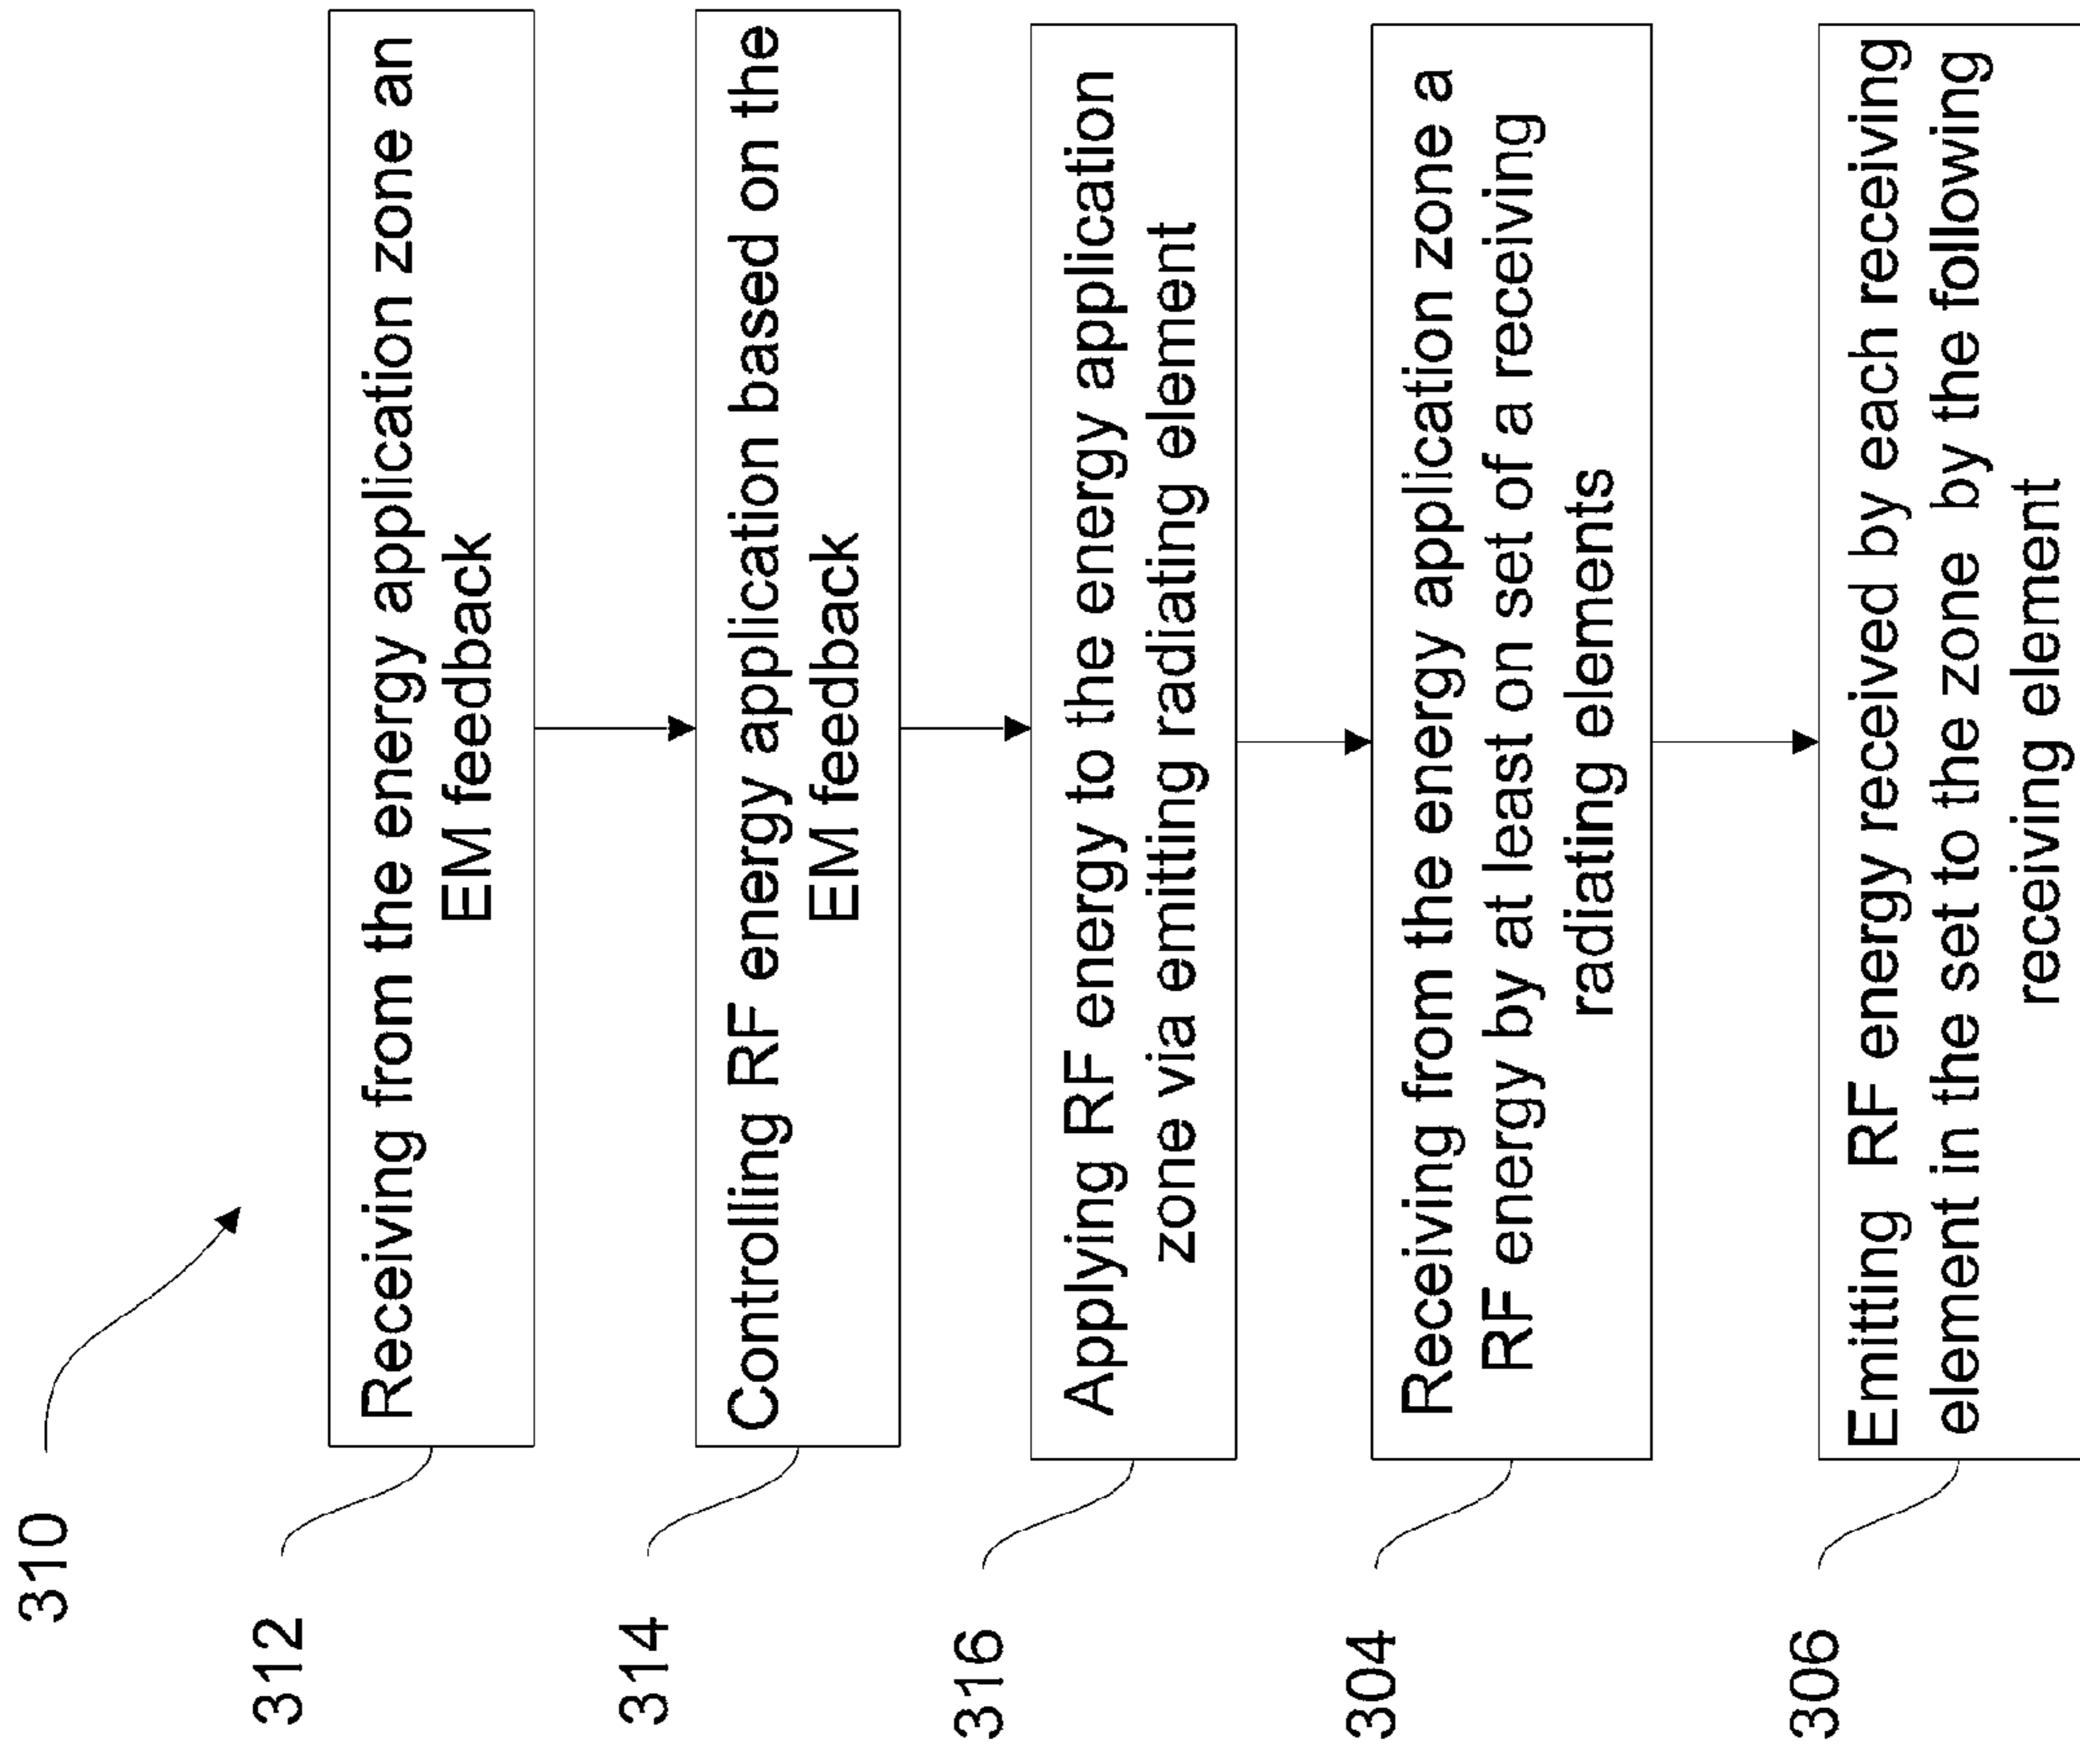 310
312
Receiving from the energy application zone an
EM feedback
314
Controlling RF energy application based on the
EM feedback
316
Applying RF energy to the energy application
zone via emitting radiating element
304
Receiving from the energy application zone a
RF energy by at least on set of a receiving
radiating elements
306
Emitting RF energy received by each receiving
element in the set to the zone by the following
receiving element